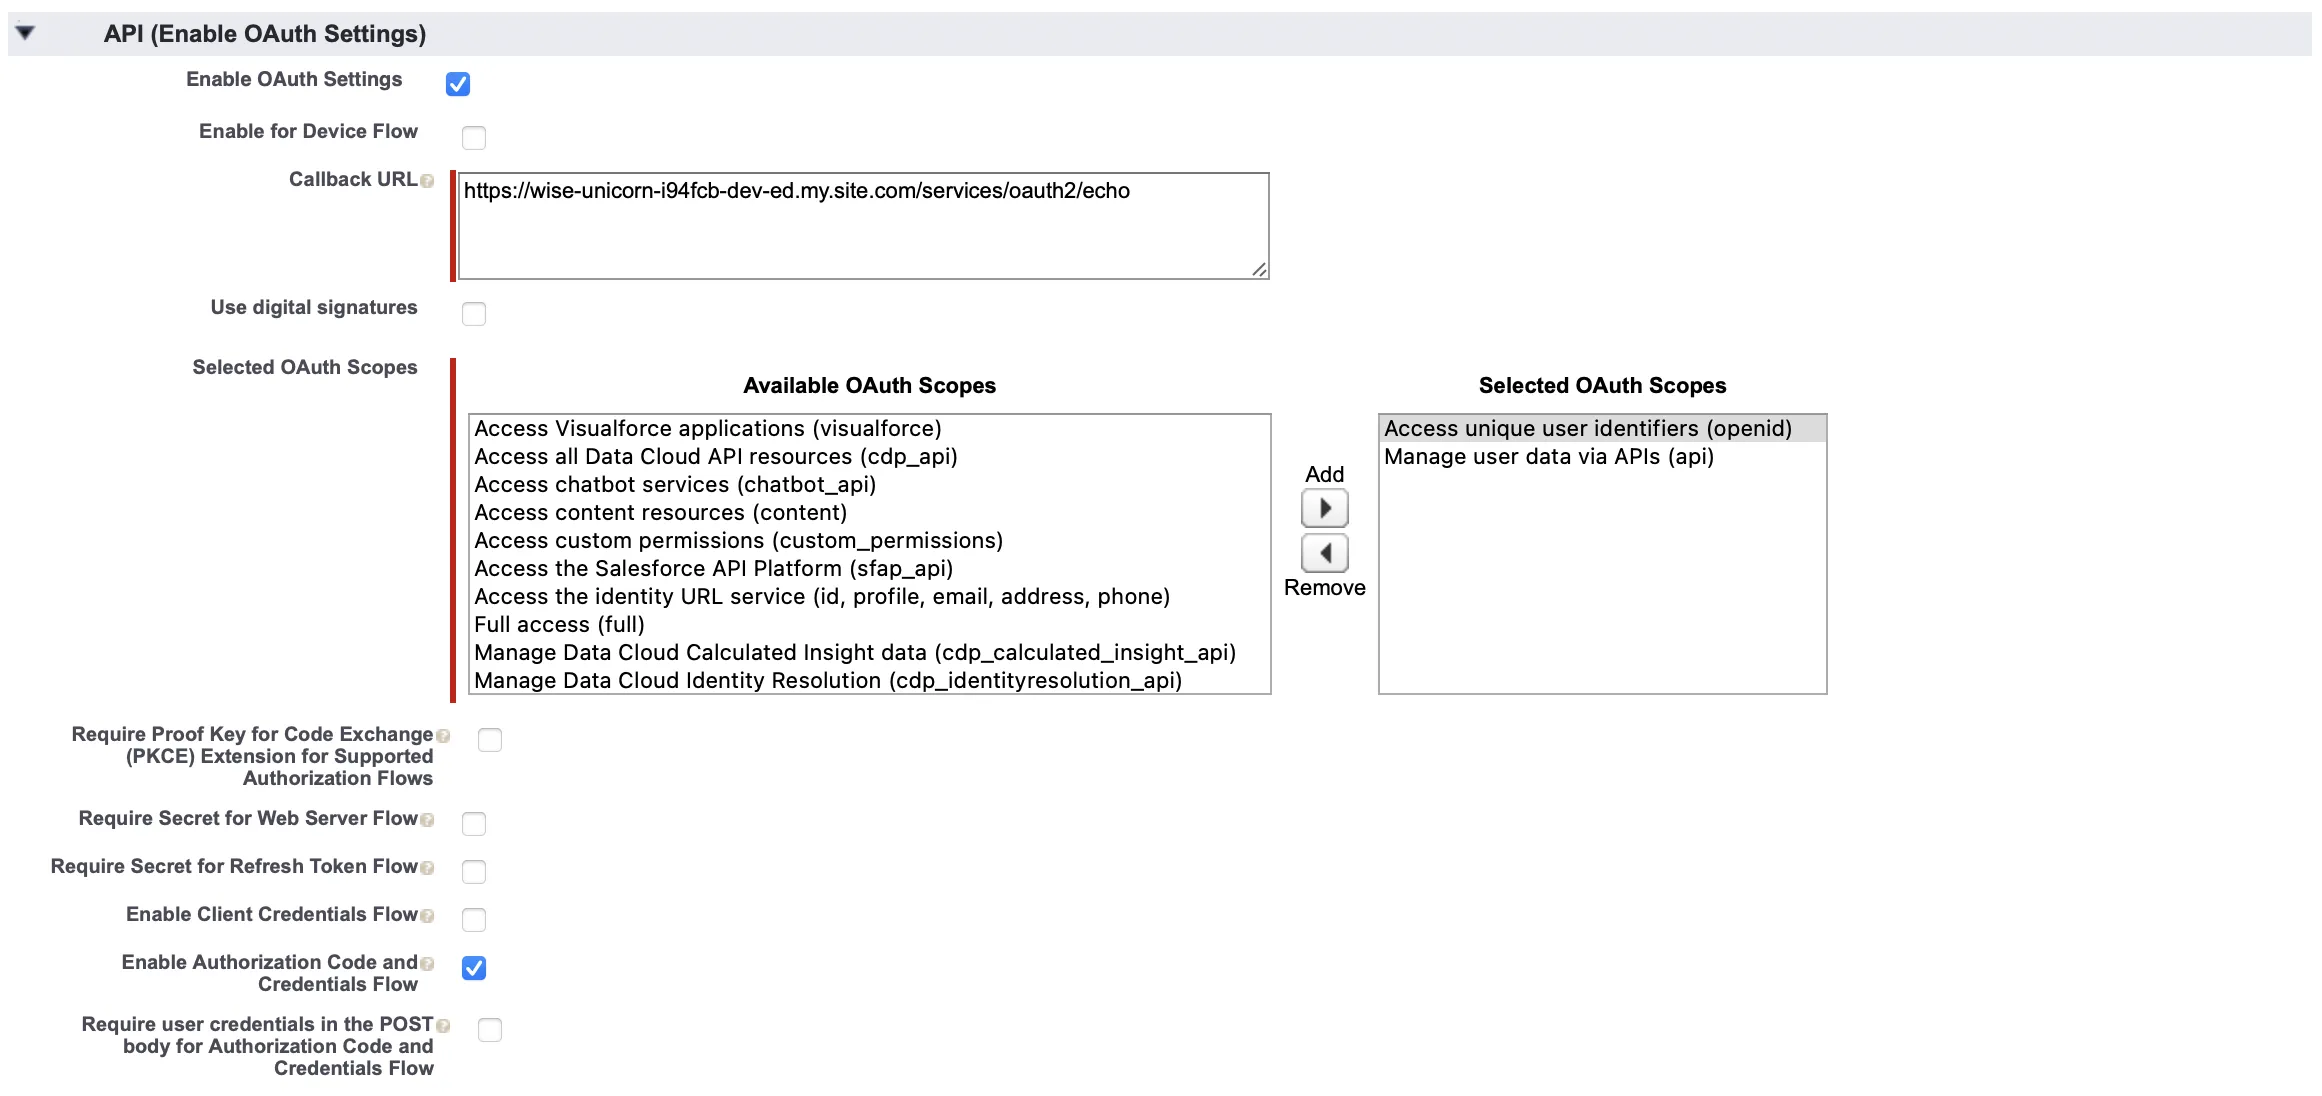 API (Enable OAuth Settings)
Enable OAuth Settings
Enable for Device Flow
Callback URL
https://wise-unicorn-i94fcb-dev-ed.my.site.com/services/oauth2/echo
Use digital signatures
Selected OAuth Scopes
Available OAuth Scopes
Access Visualforce applications (visualforce)
Access all Data Cloud API resources (cdp_api)
Access chatbot services (chatbot_api)
Access content resources (content)
Access custom permissions (custom_permissions)
Access the Salesforce API Platform (sfap_api)
Access the identity URL service (id, profile, email, address, phone)
Full access (full)
Manage Data Cloud Calculated Insight data (cdp_calculated_insight_api)
Manage Data Cloud Identity Resolution (cdp_identityresolution_api)
Add
Remove
Selected OAuth Scopes
Access unique user identifiers (openid)
Manage user data via APIs (api)
Require Proof Key for Code Exchange
(PKCE) Extension for Supported
Authorization Flows
Require Secret for Web Server Flow
Require Secret for Refresh Token Flow
Enable Client Credentials Flow
Enable Authorization Code and
Credentials Flow
Require user credentials in the POST
body for Authorization Code and
Credentials Flow